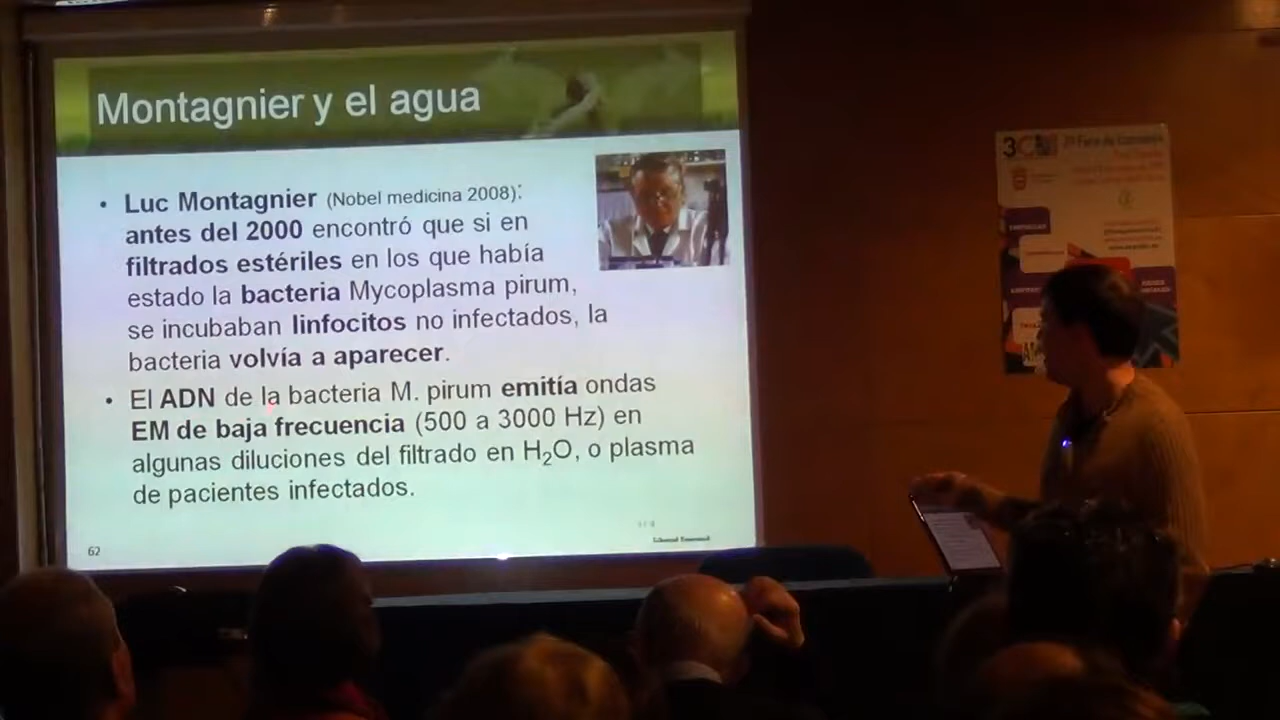 Montagnier y el agua
• Luc Montagnier (Nobel medicina 2008):
antes del 2000 encontró que si en
filtrados estériles en los que había
estado la bacteria Mycoplasma pirum,
se incubaban linfocitos no infectados, la
bacteria volvía a aparecer.
• El ADN de la bacteria M. pirum emitía ondas
EM de baja frecuencia (500 a 3000 Hz) en
algunas diluciones del filtrado en H₂O, o plasma
de pacientes infectados.
62